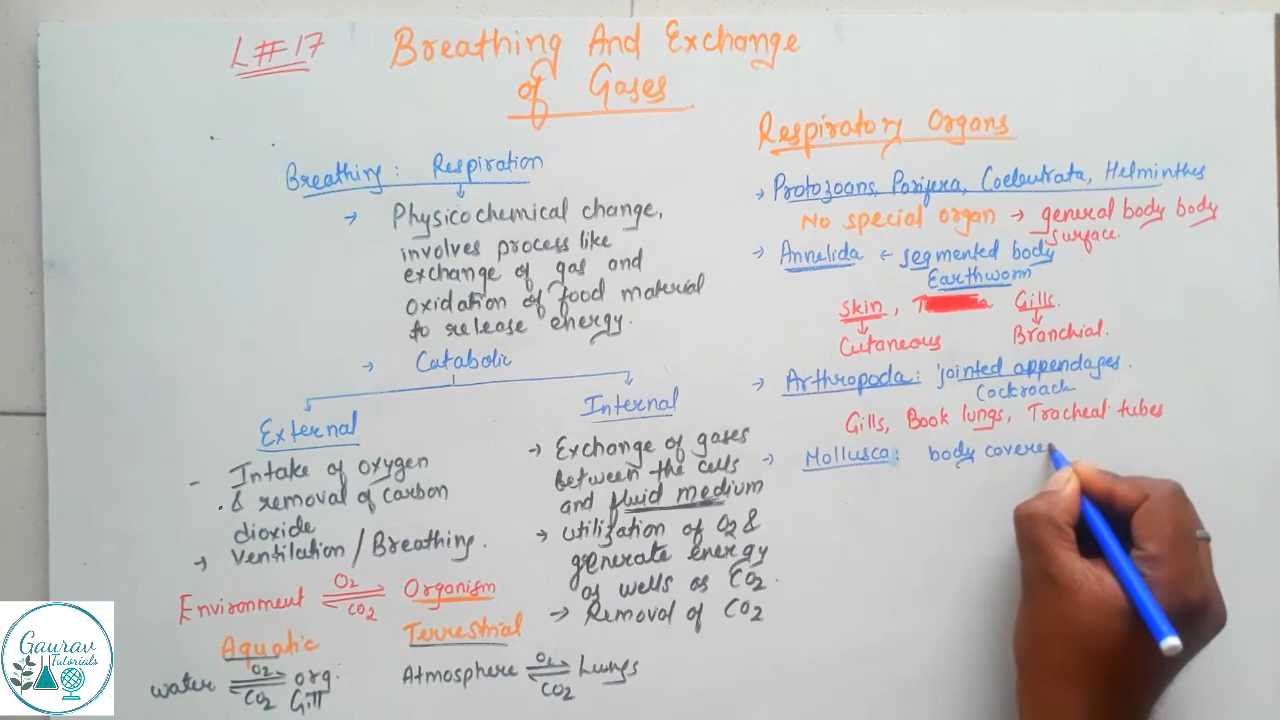 L#17
Breathing And Exchange
of Gases
Breathing: Respiration
→ Physicochemical change,
involves process like
exchange of gas and
oxidation of food material
to release energy.
→ Catabolic
External
- Intake of oxygen
& removal of carbon
dioxide
→ Ventilation / Breathing.
Internal
→ Exchange of gases
between the cells
and fluid medium
→ utilization of O2 &
generate energy
as wells as CO2.
→ Removal of CO2
Environment O2 ⇌ CO2 Organism
Aquatic
water O2 ⇌ CO2 org.
Gill
Terrestrial
Atmosphere O2 ⇌ CO2 Lungs
Respiratory Organs
→ Protozoans, Porifera, Coelentrata, Helminthes
No special organ → general body body
surface.
→ Annelida ← segmented body
Earthworm
Skin, Gills.
Cutaneous Branchial.
→ Arthropoda: jointed appendages.
Cockroach
Gills, Book lungs, Tracheal tubes
→ Mollusca: body covere
Gaurav
Tutorials